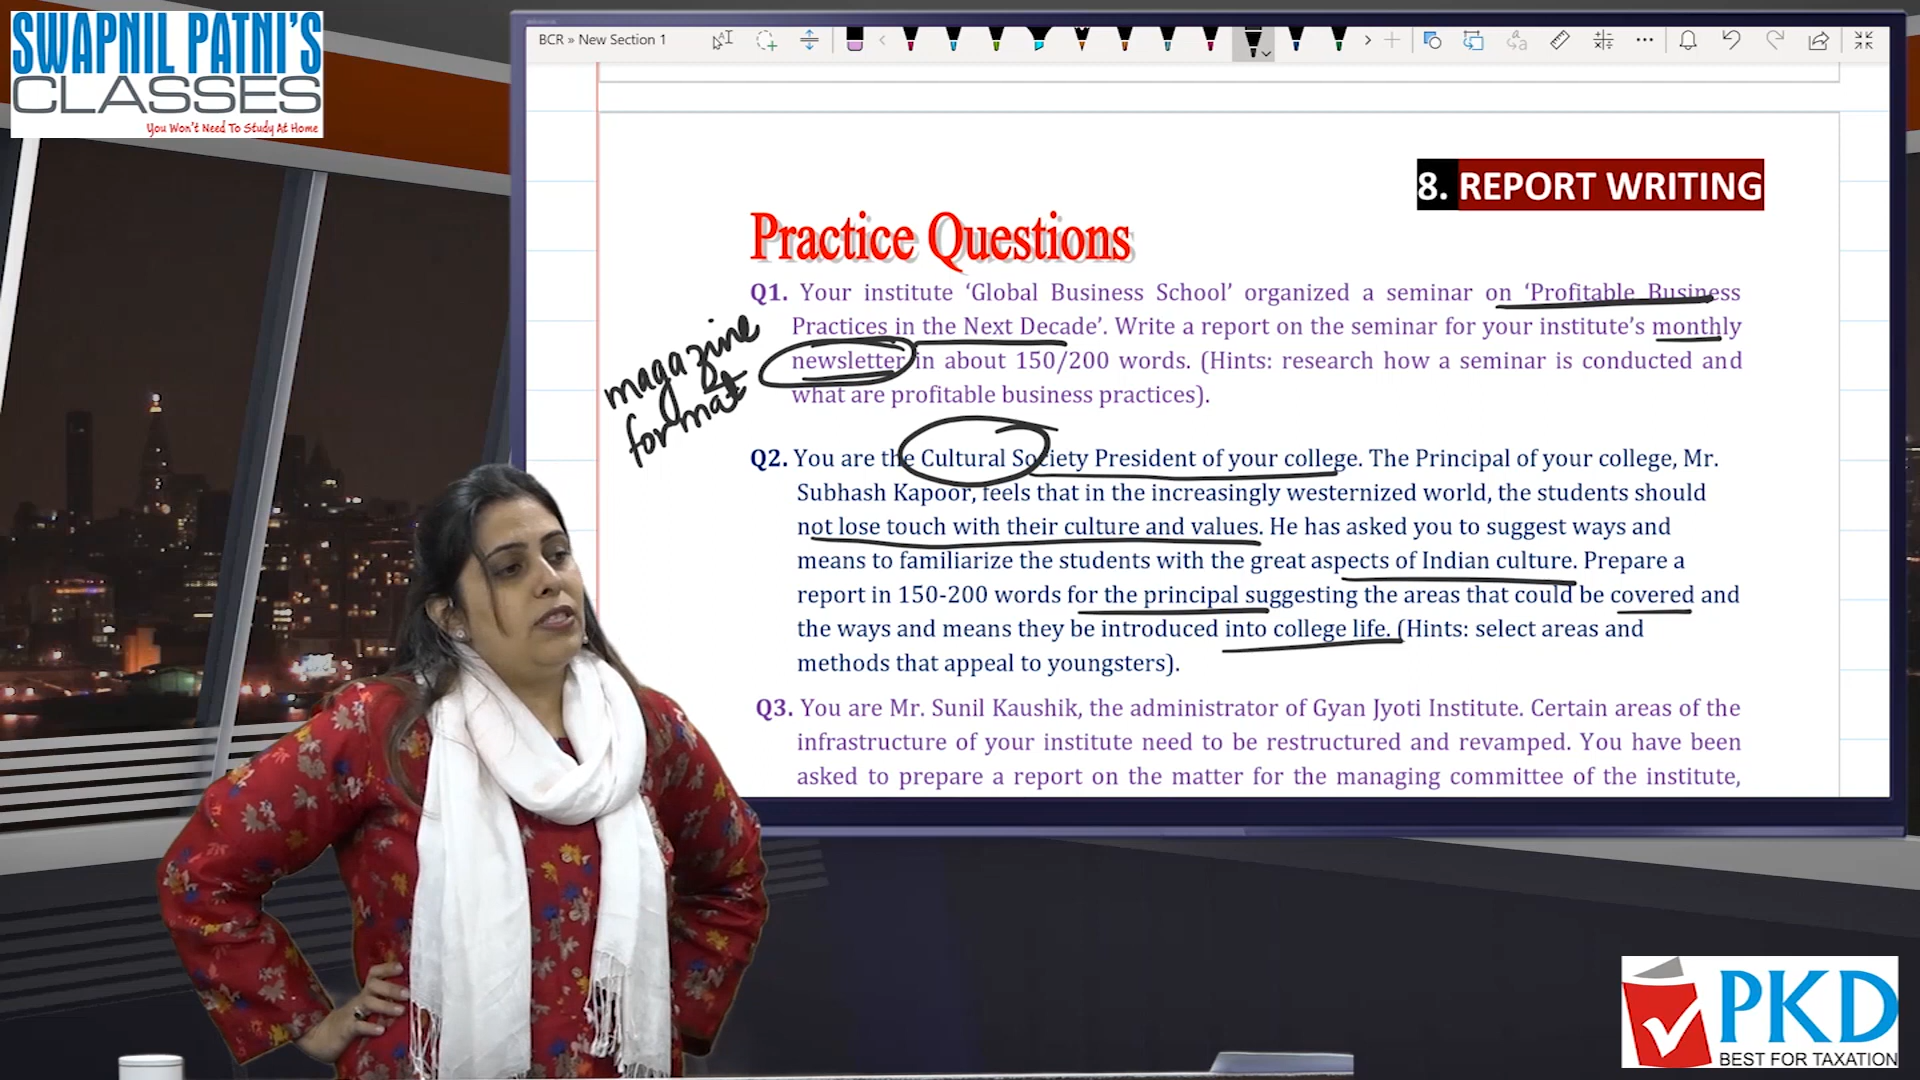 SWAPNIL PATNI'S
CLASSES
You Won't Need To Study At Home
BCR » New Section 1
8. REPORT WRITING
Practice Questions
Q1. Your institute ‘Global Business School’ organized a seminar on ‘Profitable Business
Practices in the Next Decade’. Write a report on the seminar for your institute’s monthly
newsletter in about 150/200 words. (Hints: research how a seminar is conducted and
what are profitable business practices).
magazine
format
Q2. You are the Cultural Society President of your college. The Principal of your college, Mr.
Subhash Kapoor, feels that in the increasingly westernized world, the students should
not lose touch with their culture and values. He has asked you to suggest ways and
means to familiarize the students with the great aspects of Indian culture. Prepare a
report in 150-200 words for the principal suggesting the areas that could be covered and
the ways and means they be introduced into college life. (Hints: select areas and
methods that appeal to youngsters).
Q3. You are Mr. Sunil Kaushik, the administrator of Gyan Jyoti Institute. Certain areas of the
infrastructure of your institute need to be restructured and revamped. You have been
asked to prepare a report on the matter for the managing committee of the institute,
PKD
BEST FOR TAXATION